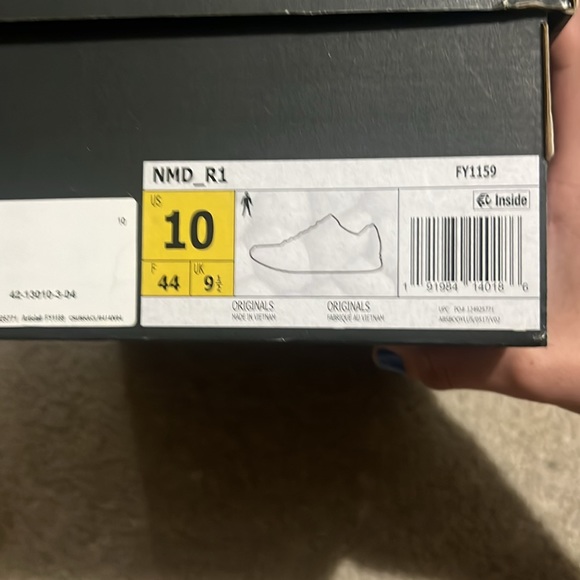 NMD_R1
FY1159
US
10
Inside
F
44
UK
9½
1 91984 14018 6
ORIGINALS
MADE IN VIETNAM
ORIGINALS
FABRIQUÉ AU VIETNAM
10
42-13010-3-04